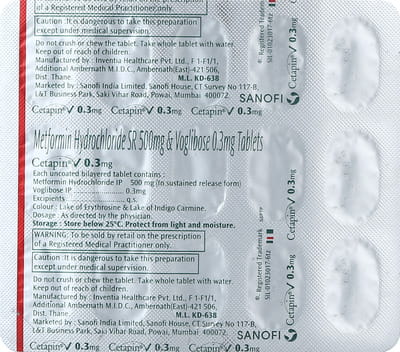 of a Registered Medical Practitioner only.
Caution: It is dangerous to take this preparation
except under medical supervision.
Do not crush or chew the tablet. Take whole tablet with water.
Keep out of reach of children.
Manufactured by : Inventia Healthcare Pvt. Ltd., F 1-F1/1,
Additional Ambernath M.I.D.C., Ambernath(East)-421 506,
Dist. Thane. M.L. KD-638
Marketed by : Sanofi India Limited, Sanofi House, CT Survey No 117-B,
L&T Business Park, Saki Vihar Road, Powai, Mumbai 400072.
SANOFI
® Registered Trademark
SIL-01023017-6tz
Cetapin® V 0.3mg
Cetapin® V 0.3mg Cetapin® V 0.3mg Cetapin® V 0.3mg
Metformin Hydrochloride SR 500mg & Voglibose 0.3mg Tablets
Cetapin® V 0.3mg
Each uncoated bilayered tablet contains :
Metformin Hydrochloride IP 500 mg (In sustained release form)
Voglibose IP ................ 0.3mg
Excipients ................ q.s.
Colour : Lake of Erythrosine & Lake of Indigo Carmine.
Dosage : As directed by the physician.
Storage : Store below 25°C. Protect from light and moisture.
WARNING: To be sold by retail on the prescription
of a Registered Medical Practitioner only.
Caution: It is dangerous to take this preparation
except under medical supervision.
Do not crush or chew the tablet. Take whole tablet with water.
Keep out of reach of children.
Manufactured by : Inventia Healthcare Pvt. Ltd., F 1-F1/1,
Additional Ambernath M.I.D.C., Ambernath(East)-421 506,
Dist. Thane. M.L. KD-638
Marketed by : Sanofi India Limited, Sanofi House, CT Survey No 117-B,
L&T Business Park, Saki Vihar Road, Powai, Mumbai 400072.
SANOFI
® Registered Trademark
SIL-01023017-6tz
Cetapin® V 0.3mg
Cetapin® V 0.3mg
Cetapin® V 0.3mg Cetapin® V 0.3mg Cetapin® V 0.3mg